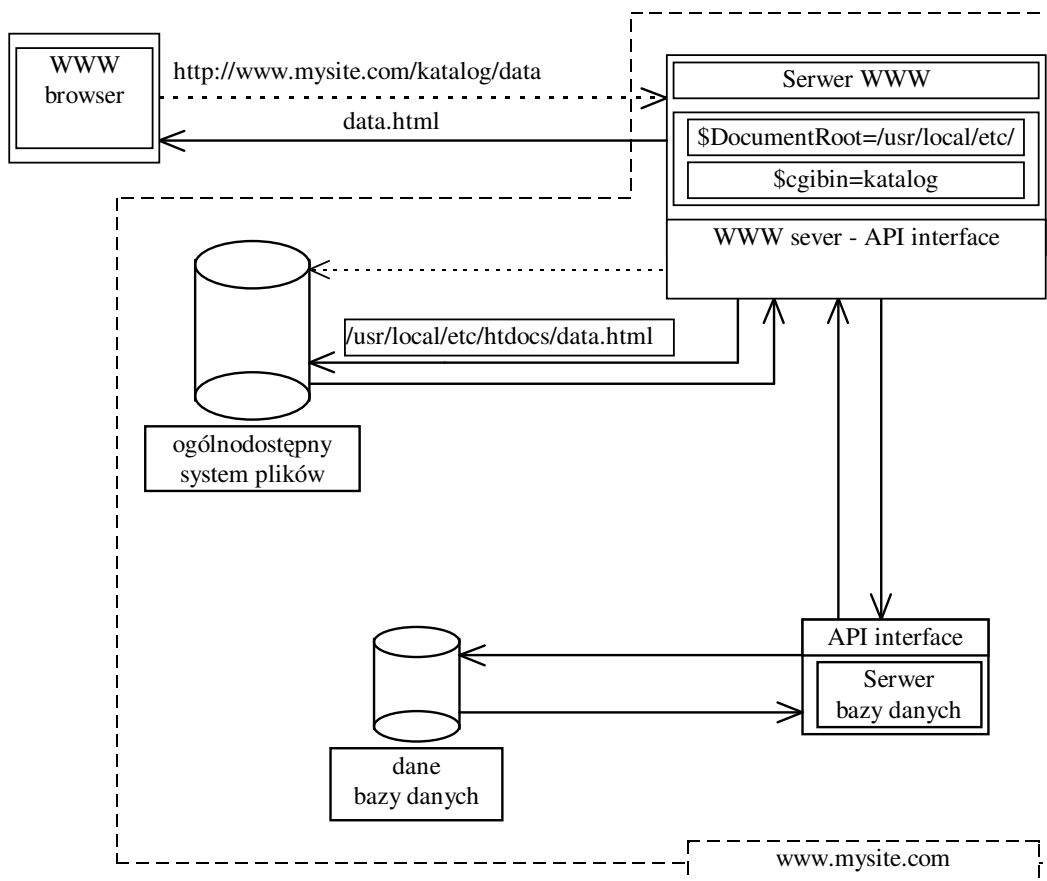 WWW
browser
http://www.mysite.com/katalog/data
data.html
Serwer WWW
$DocumentRoot=/usr/local/etc/
$cgibin=katalog
WWW sever - API interface
/usr/local/etc/htdocs/data.html
ogólnodostępny
system plików
API interface
Serwer
bazy danych
dane
bazy danych
www.mysite.com